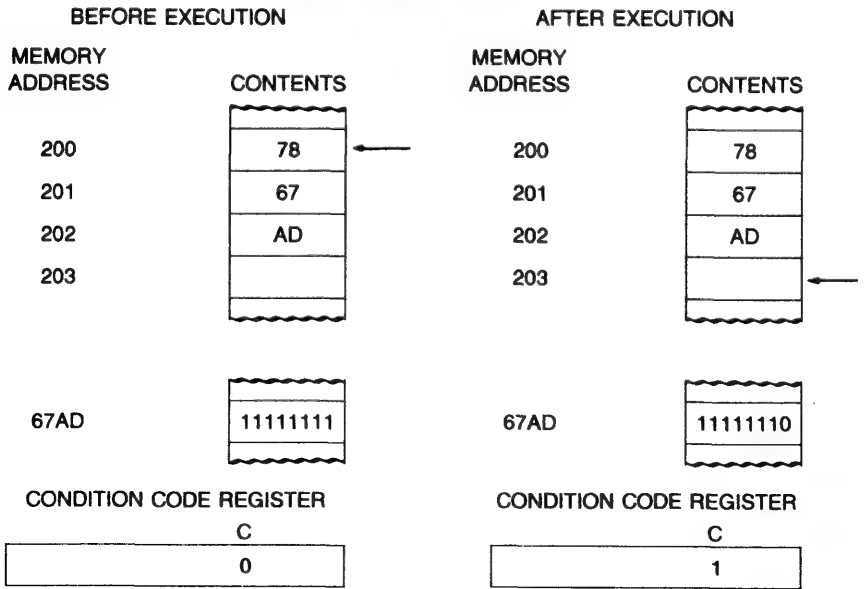 BEFORE EXECUTION
MEMORY ADDRESS
CONTENTS
200 78
201 67
202 AD
203
67AD 11111111
CONDITION CODE REGISTER
C
0
AFTER EXECUTION
MEMORY ADDRESS
CONTENTS
200 78
201 67
202 AD
203
67AD 11111110
CONDITION CODE REGISTER
C
1